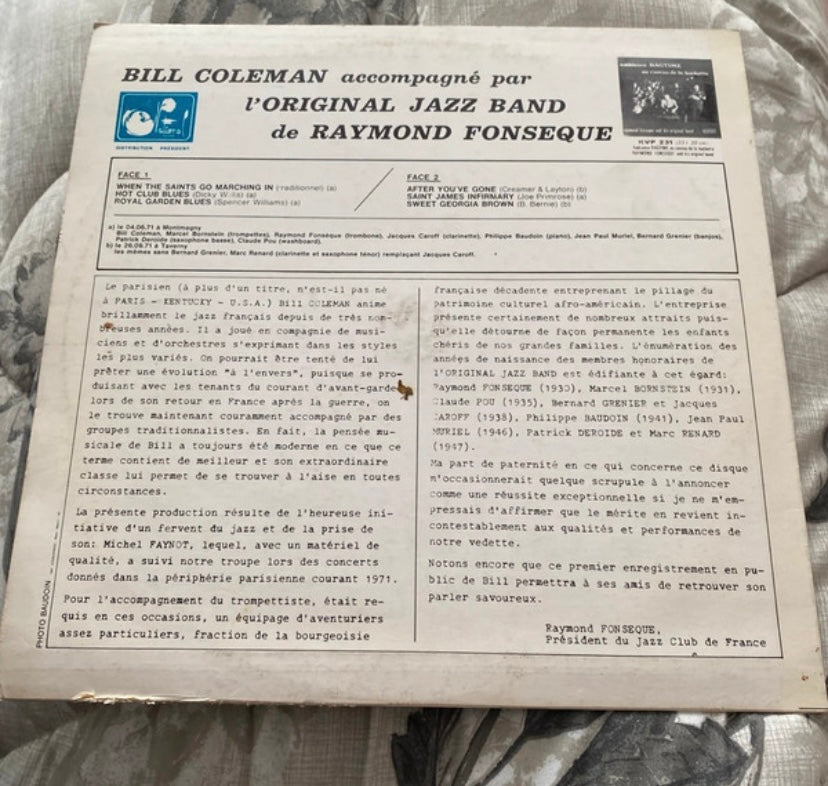 BILL COLEMAN accompagné par
l'ORIGINAL JAZZ BAND
de RAYMOND FONSEQUE
DISTRIBUTION PRÉSIDENT
KVP 231
FACE 1
WHEN THE SAINTS GO MARCHING IN (traditionnel) (a)
HOT CLUB BLUES (Dicky Wells) (a)
ROYAL GARDEN BLUES (Spencer Williams) (a)
FACE 2
AFTER YOU'VE GONE (Creamer & Layton) (b)
SAINT JAMES INFIRMARY (Joe Primrose) (a)
SWEET GEORGIA BROWN (B. Bernie) (b)
a) le 04.06.71 à Montmagny
Bill Coleman, Marcel Bornstein (trompettes), Raymond Fonsèque (trombone), Jacques Caroff (clarinette), Philippe Baudoin (piano), Jean Paul Muriel, Bernard Grenier (banjos),
Patrick Deroide (saxophone basse), Claude Pou (washboard).
b) le 26.06.71 à Taverny
les mêmes sans Bernard Grenier, Marc Renard (clarinette et saxophone ténor) remplaçant Jacques Caroff.
Le parisien (à plus d'un titre, n'est-il pas né
à PARIS - KENTUCKY - U.S.A.) Bill COLEMAN anime
brillamment le jazz français depuis de très nom-
breuses années. Il a joué en compagnie de musi-
ciens et d'orchestres s'exprimant dans les styles
les plus variés. On pourrait être tenté de lui
prêter une évolution "à l'envers", puisque se pro-
duisant avec les tenants du courant d'avant-garde
lors de son retour en France après la guerre, on
le trouve maintenant couramment accompagné par des
groupes traditionnalistes. En fait, la pensée mu-
sicale de Bill a toujours été moderne en ce que ce
terme contient de meilleur et son extraordinaire
classe lui permet de se trouver à l'aise en toutes
circonstances.
La présente production résulte de l'heureuse ini-
tiative d'un fervent du jazz et de la prise de
son: Michel FAYNOT, lequel, avec un matériel de
qualité, a suivi notre troupe lors des concerts
donnés dans la périphérie parisienne courant 1971.
Pour l'accompagnement du trompettiste, était re-
quis en ces occasions, un équipage d'aventuriers
assez particuliers, fraction de la bourgeoisie
française décadente entreprenant le pillage du
patrimoine culturel afro-américain. L'entreprise
présente certainement de nombreux attraits puis-
qu'elle détourne de façon permanente les enfants
chéris de nos grandes familles. L'énumération des
années de naissance des membres honoraires de
l'ORIGINAL JAZZ BAND est édifiante à cet égard:
Raymond FONSEQUE (1930), Marcel BORNSTEIN (1931),
Claude POU (1935), Bernard GRENIER et Jacques
CAROFF (1938), Philippe BAUDOIN (1941), Jean Paul
MURIEL (1946), Patrick DEROIDE et Marc RENARD
(1947).
Ma part de paternité en ce qui concerne ce disque
m'occasionnerait quelque scrupule à l'annoncer
comme une réussite exceptionnelle si je ne m'em-
pressais d'affirmer que le mérite en revient in-
contestablement aux qualités et performances de
notre vedette.
Notons encore que ce premier enregistrement en pu-
blic de Bill permettra à ses amis de retrouver son
parler savoureux.
Raymond FONSEQUE,
Président du Jazz Club de France
PHOTO BAUDOIN